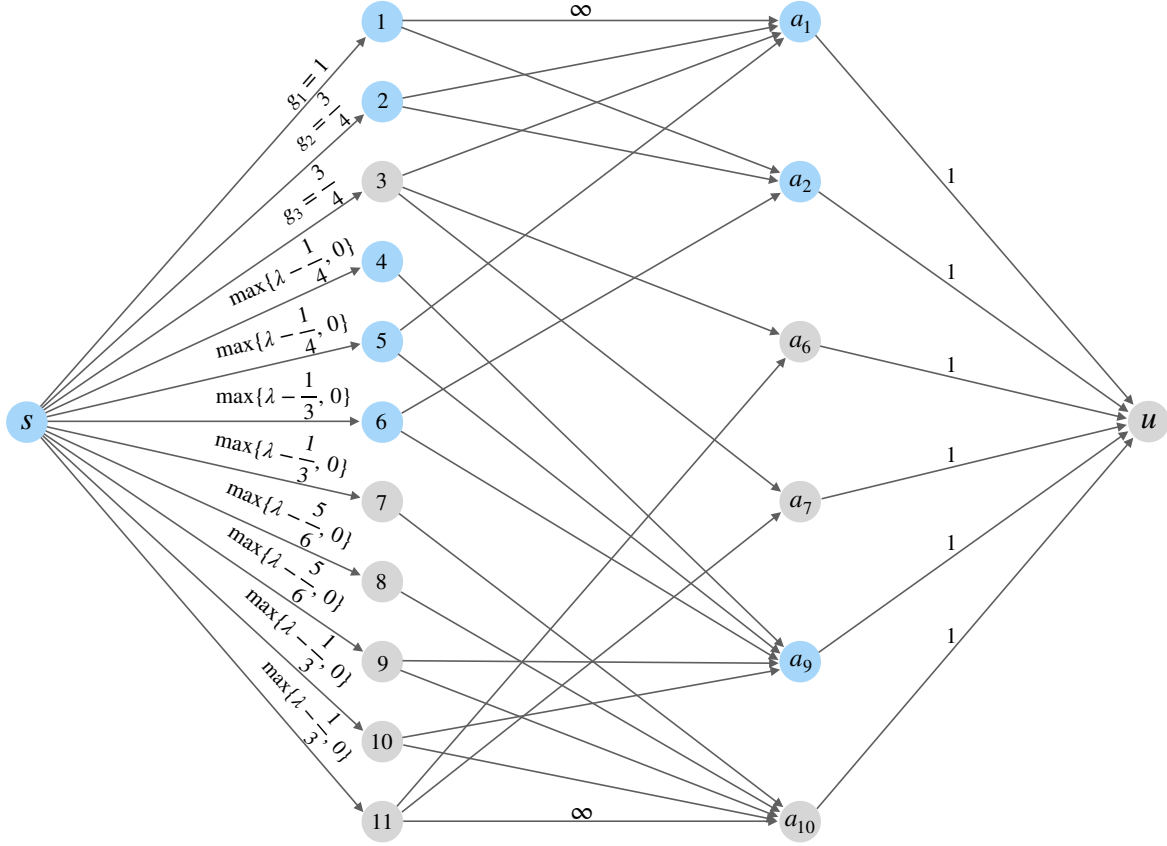 s
g₁ = 1
g₂ = 3/4
g₃ = 3/4
max{λ − 1/4, 0}
max{λ − 1/4, 0}
max{λ − 1/3, 0}
max{λ − 1/3, 0}
max{λ − 5/6, 0}
max{λ − 5/6, 0}
max{λ − 1/3, 0}
max{λ − 1/3, 0}
1
2
3
4
5
6
7
8
9
10
11
∞
∞
a₁
a₂
a₆
a₇
a₉
a₁₀
1
1
1
1
1
1
u